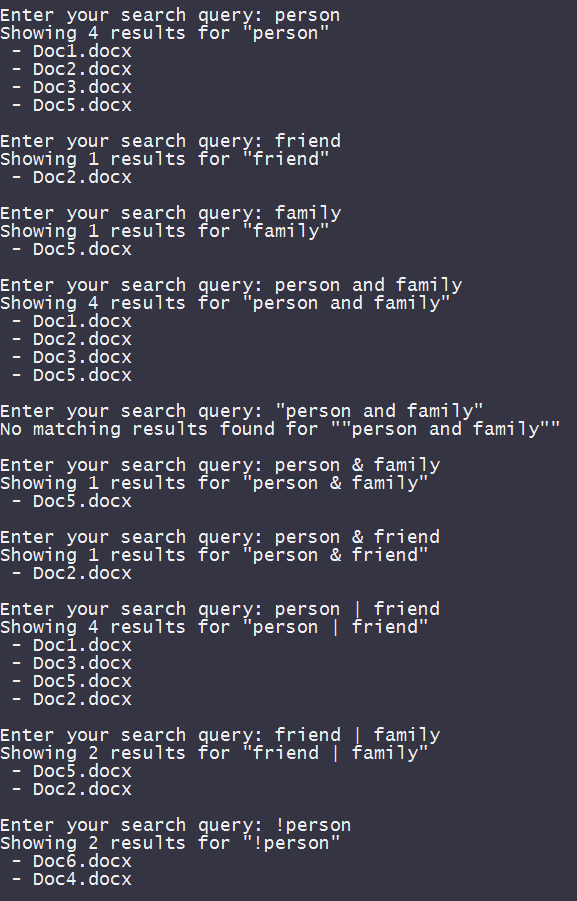 Enter your search query: person
Showing 4 results for "person"
 - Doc1.docx
 - Doc2.docx
 - Doc3.docx
 - Doc5.docx

Enter your search query: friend
Showing 1 results for "friend"
 - Doc2.docx

Enter your search query: family
Showing 1 results for "family"
 - Doc5.docx

Enter your search query: person and family
Showing 4 results for "person and family"
 - Doc1.docx
 - Doc2.docx
 - Doc3.docx
 - Doc5.docx

Enter your search query: "person and family"
No matching results found for ""person and family""

Enter your search query: person & family
Showing 1 results for "person & family"
 - Doc5.docx

Enter your search query: person & friend
Showing 1 results for "person & friend"
 - Doc2.docx

Enter your search query: person | friend
Showing 4 results for "person | friend"
 - Doc1.docx
 - Doc3.docx
 - Doc5.docx
 - Doc2.docx

Enter your search query: friend | family
Showing 2 results for "friend | family"
 - Doc5.docx
 - Doc2.docx

Enter your search query: !person
Showing 2 results for "!person"
 - Doc6.docx
 - Doc4.docx